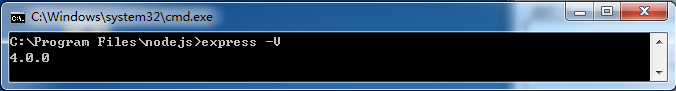 C:\Windows\system32\cmd.exe
C:\Program Files\nodejs>express -V
4.0.0